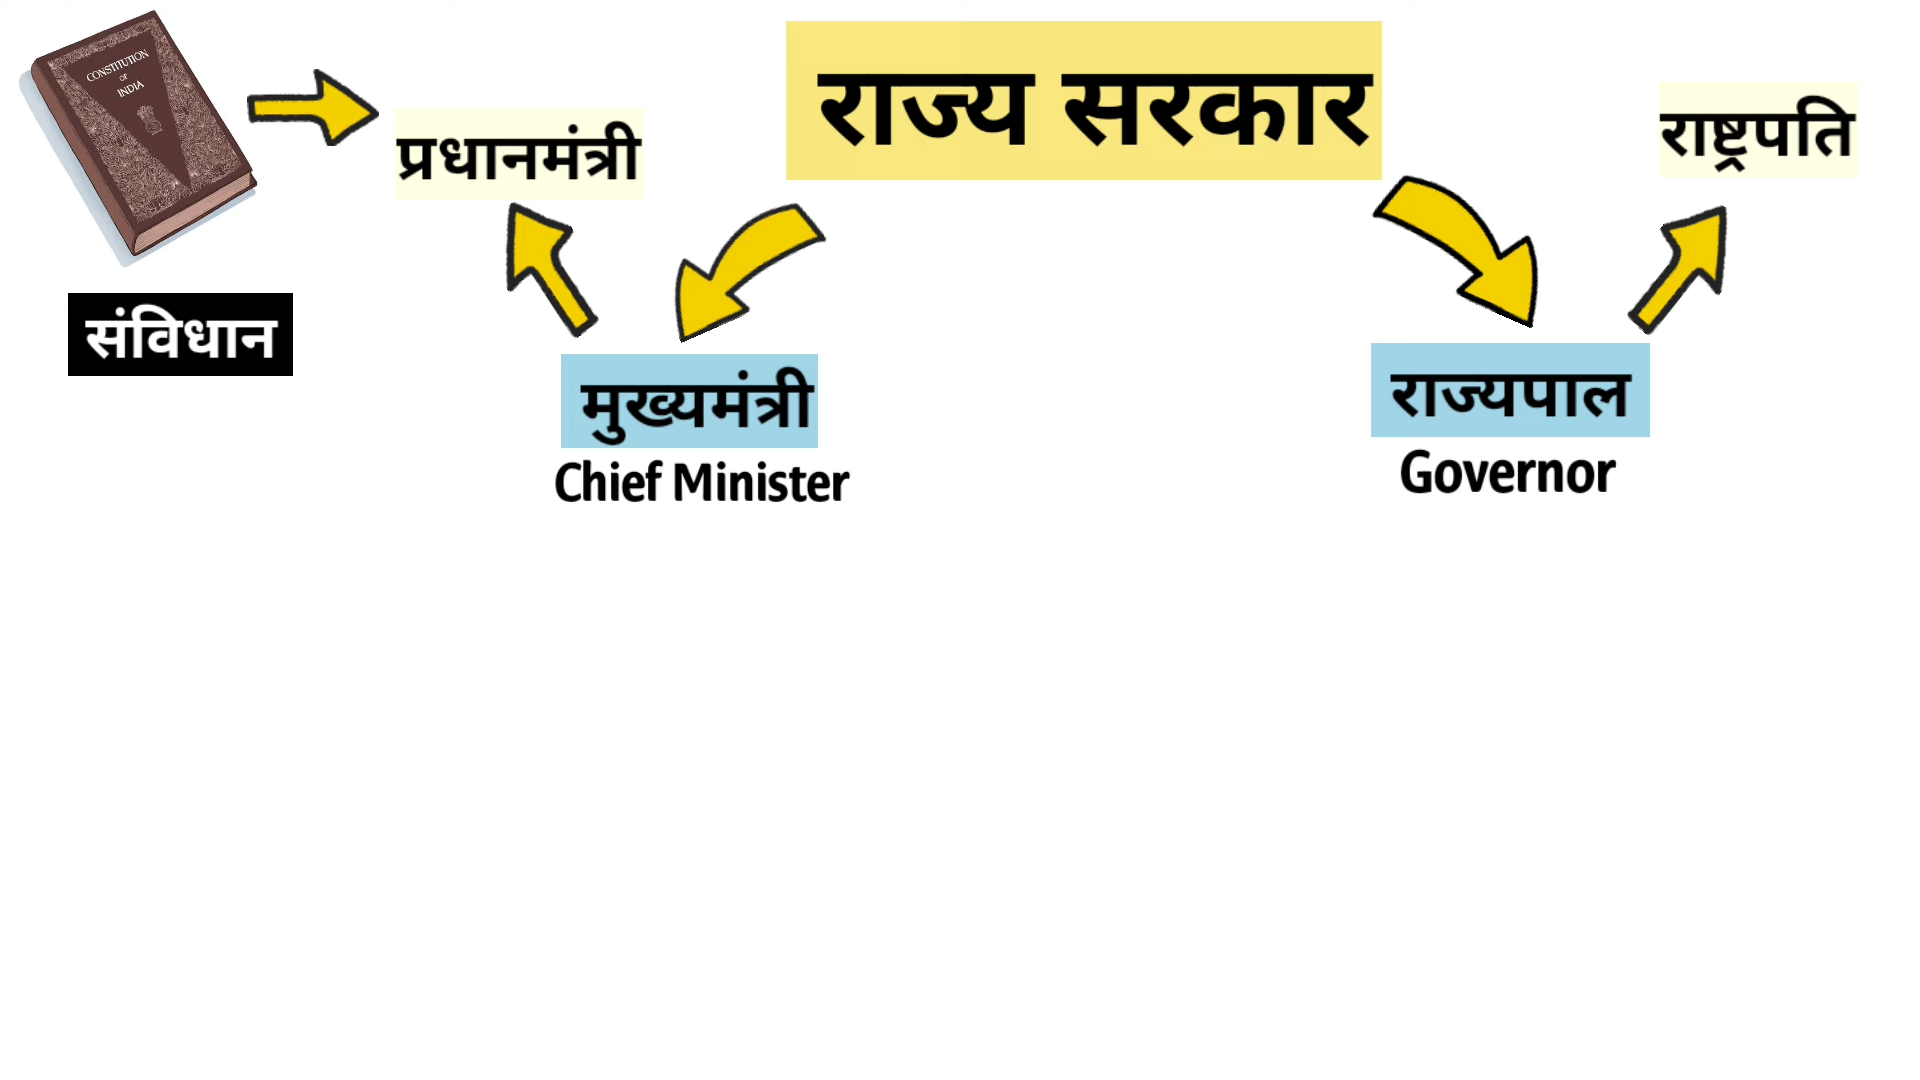 CONSTITUTION
OF
INDIA
संविधान
प्रधानमंत्री
राज्य सरकार
राष्ट्रपति
मुख्यमंत्री
Chief Minister
राज्यपाल
Governor